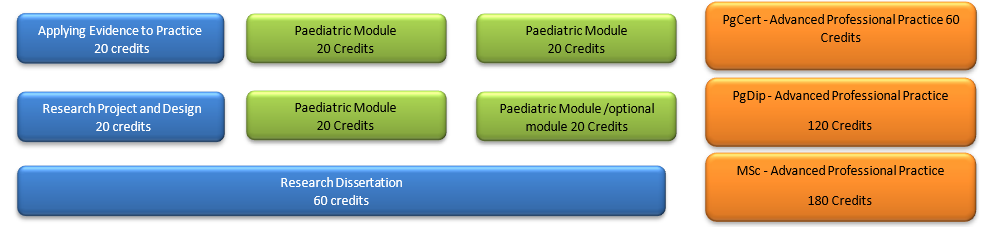 Applying Evidence to Practice
20 credits
Paediatric Module
20 Credits
Paediatric Module
20 Credits
PgCert - Advanced Professional Practice 60
Credits
Research Project and Design
20 credits
Paediatric Module
20 Credits
Paediatric Module /optional
module 20 Credits
PgDip - Advanced Professional Practice
120 Credits
Research Dissertation
60 credits
MSc - Advanced Professional Practice
180 Credits